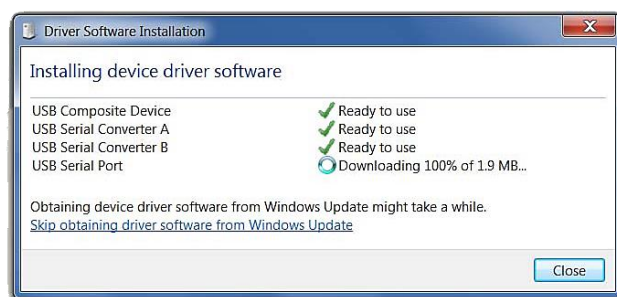 Driver Software Installation
Installing device driver software
USB Composite Device Ready to use
USB Serial Converter A Ready to use
USB Serial Converter B Ready to use
USB Serial Port Downloading 100% of 1.9 MB...
Obtaining device driver software from Windows Update might take a while.
Skip obtaining driver software from Windows Update
Close